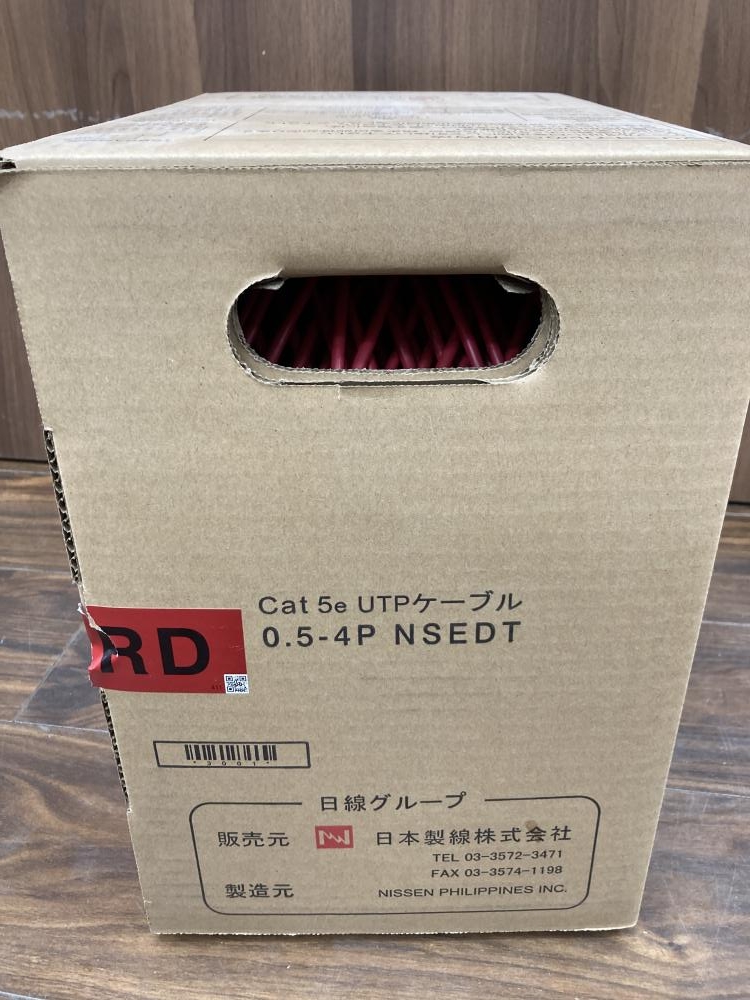 Cat 5e UTPケーブル
0.5-4P NSEDT
RD
*3001*
日線グループ
販売元 日本製線株式会社
TEL 03-3572-3471
FAX 03-3574-1198
製造元 NISSEN PHILIPPINES INC.